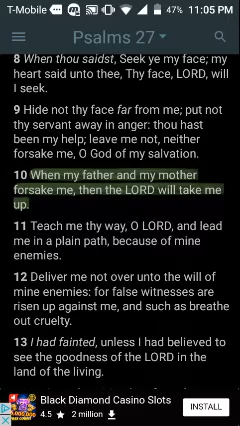 T-Mobile 47% 11:05 PM
Psalms 27
8 When thou saidst, Seek ye my face; my
heart said unto thee, Thy face, LORD, will
I seek.
9 Hide not thy face far from me; put not
thy servant away in anger: thou hast
been my help; leave me not, neither
forsake me, O God of my salvation.
10 When my father and my mother
forsake me, then the LORD will take me
up.
11 Teach me thy way, O LORD, and lead
me in a plain path, because of mine
enemies.
12 Deliver me not over unto the will of
mine enemies: for false witnesses are
risen up against me, and such as breathe
out cruelty.
13 I had fainted, unless I had believed to
see the goodness of the LORD in the
land of the living.
Black Diamond Casino Slots
4.5 ★ 2 million
INSTALL